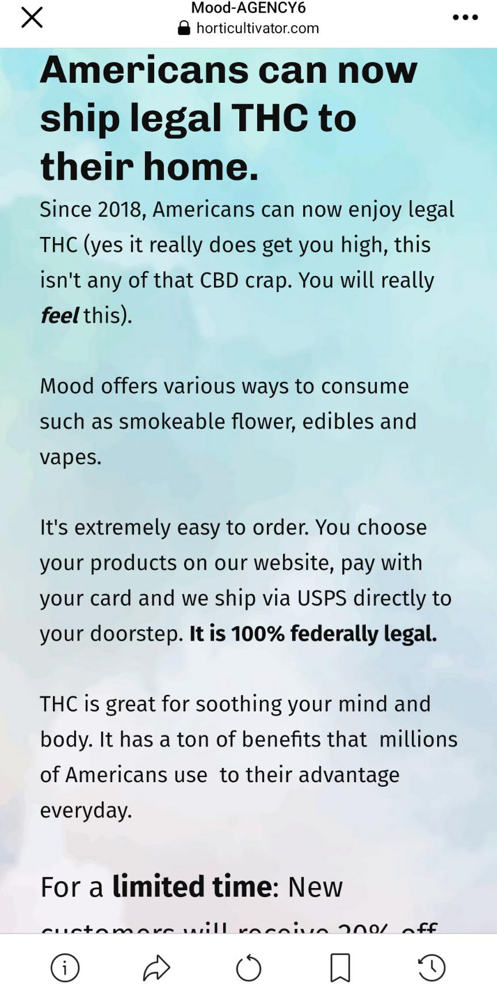 Mood-AGENCY6
horticultivator.com
Americans can now
ship legal THC to
their home.
Since 2018, Americans can now enjoy legal
THC (yes it really does get you high, this
isn't any of that CBD crap. You will really
feel this).
Mood offers various ways to consume
such as smokeable flower, edibles and
vapes.
It's extremely easy to order. You choose
your products on our website, pay with
your card and we ship via USPS directly to
your doorstep. It is 100% federally legal.
THC is great for soothing your mind and
body. It has a ton of benefits that  millions
of Americans use  to their advantage
everyday.
For a limited time: New
customers will receive 20% off